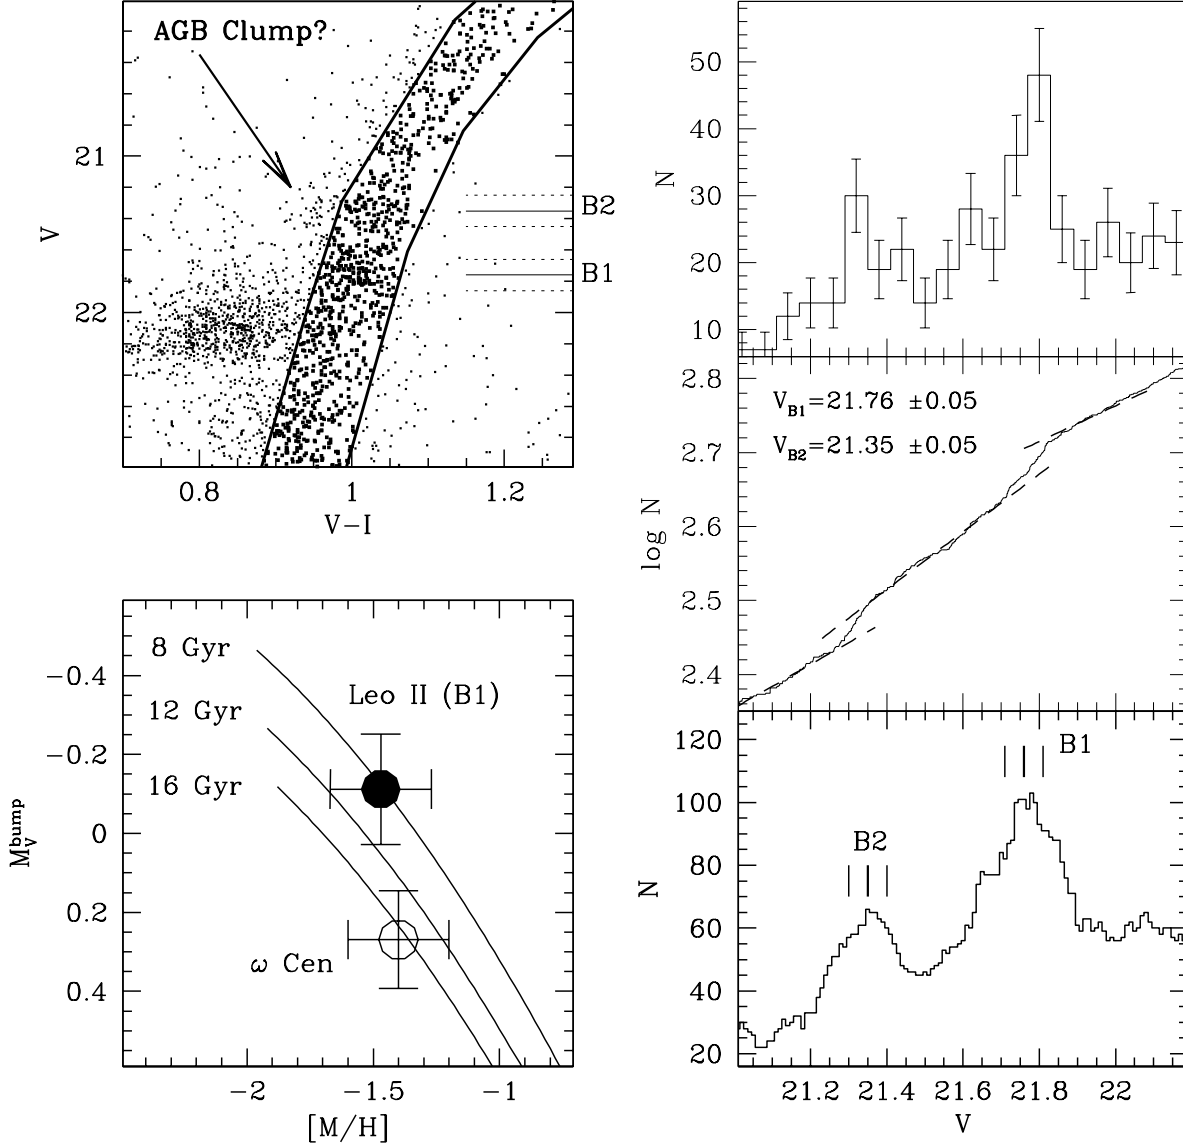 AGB Clump?
21
22
V
B2
B1
0.8 1 1.2
V−I
50
40
30
20
10
N
2.8
2.7
2.6
2.5
2.4
log N
V_B1=21.76 ±0.05
V_B2=21.35 ±0.05
8 Gyr
12 Gyr
16 Gyr
Leo II (B1)
ω Cen
−0.4
−0.2
0
0.2
0.4
M_V^bump
−2 −1.5 −1
[M/H]
B1
B2
120
100
80
60
40
20
N
21.2 21.4 21.6 21.8 22
V